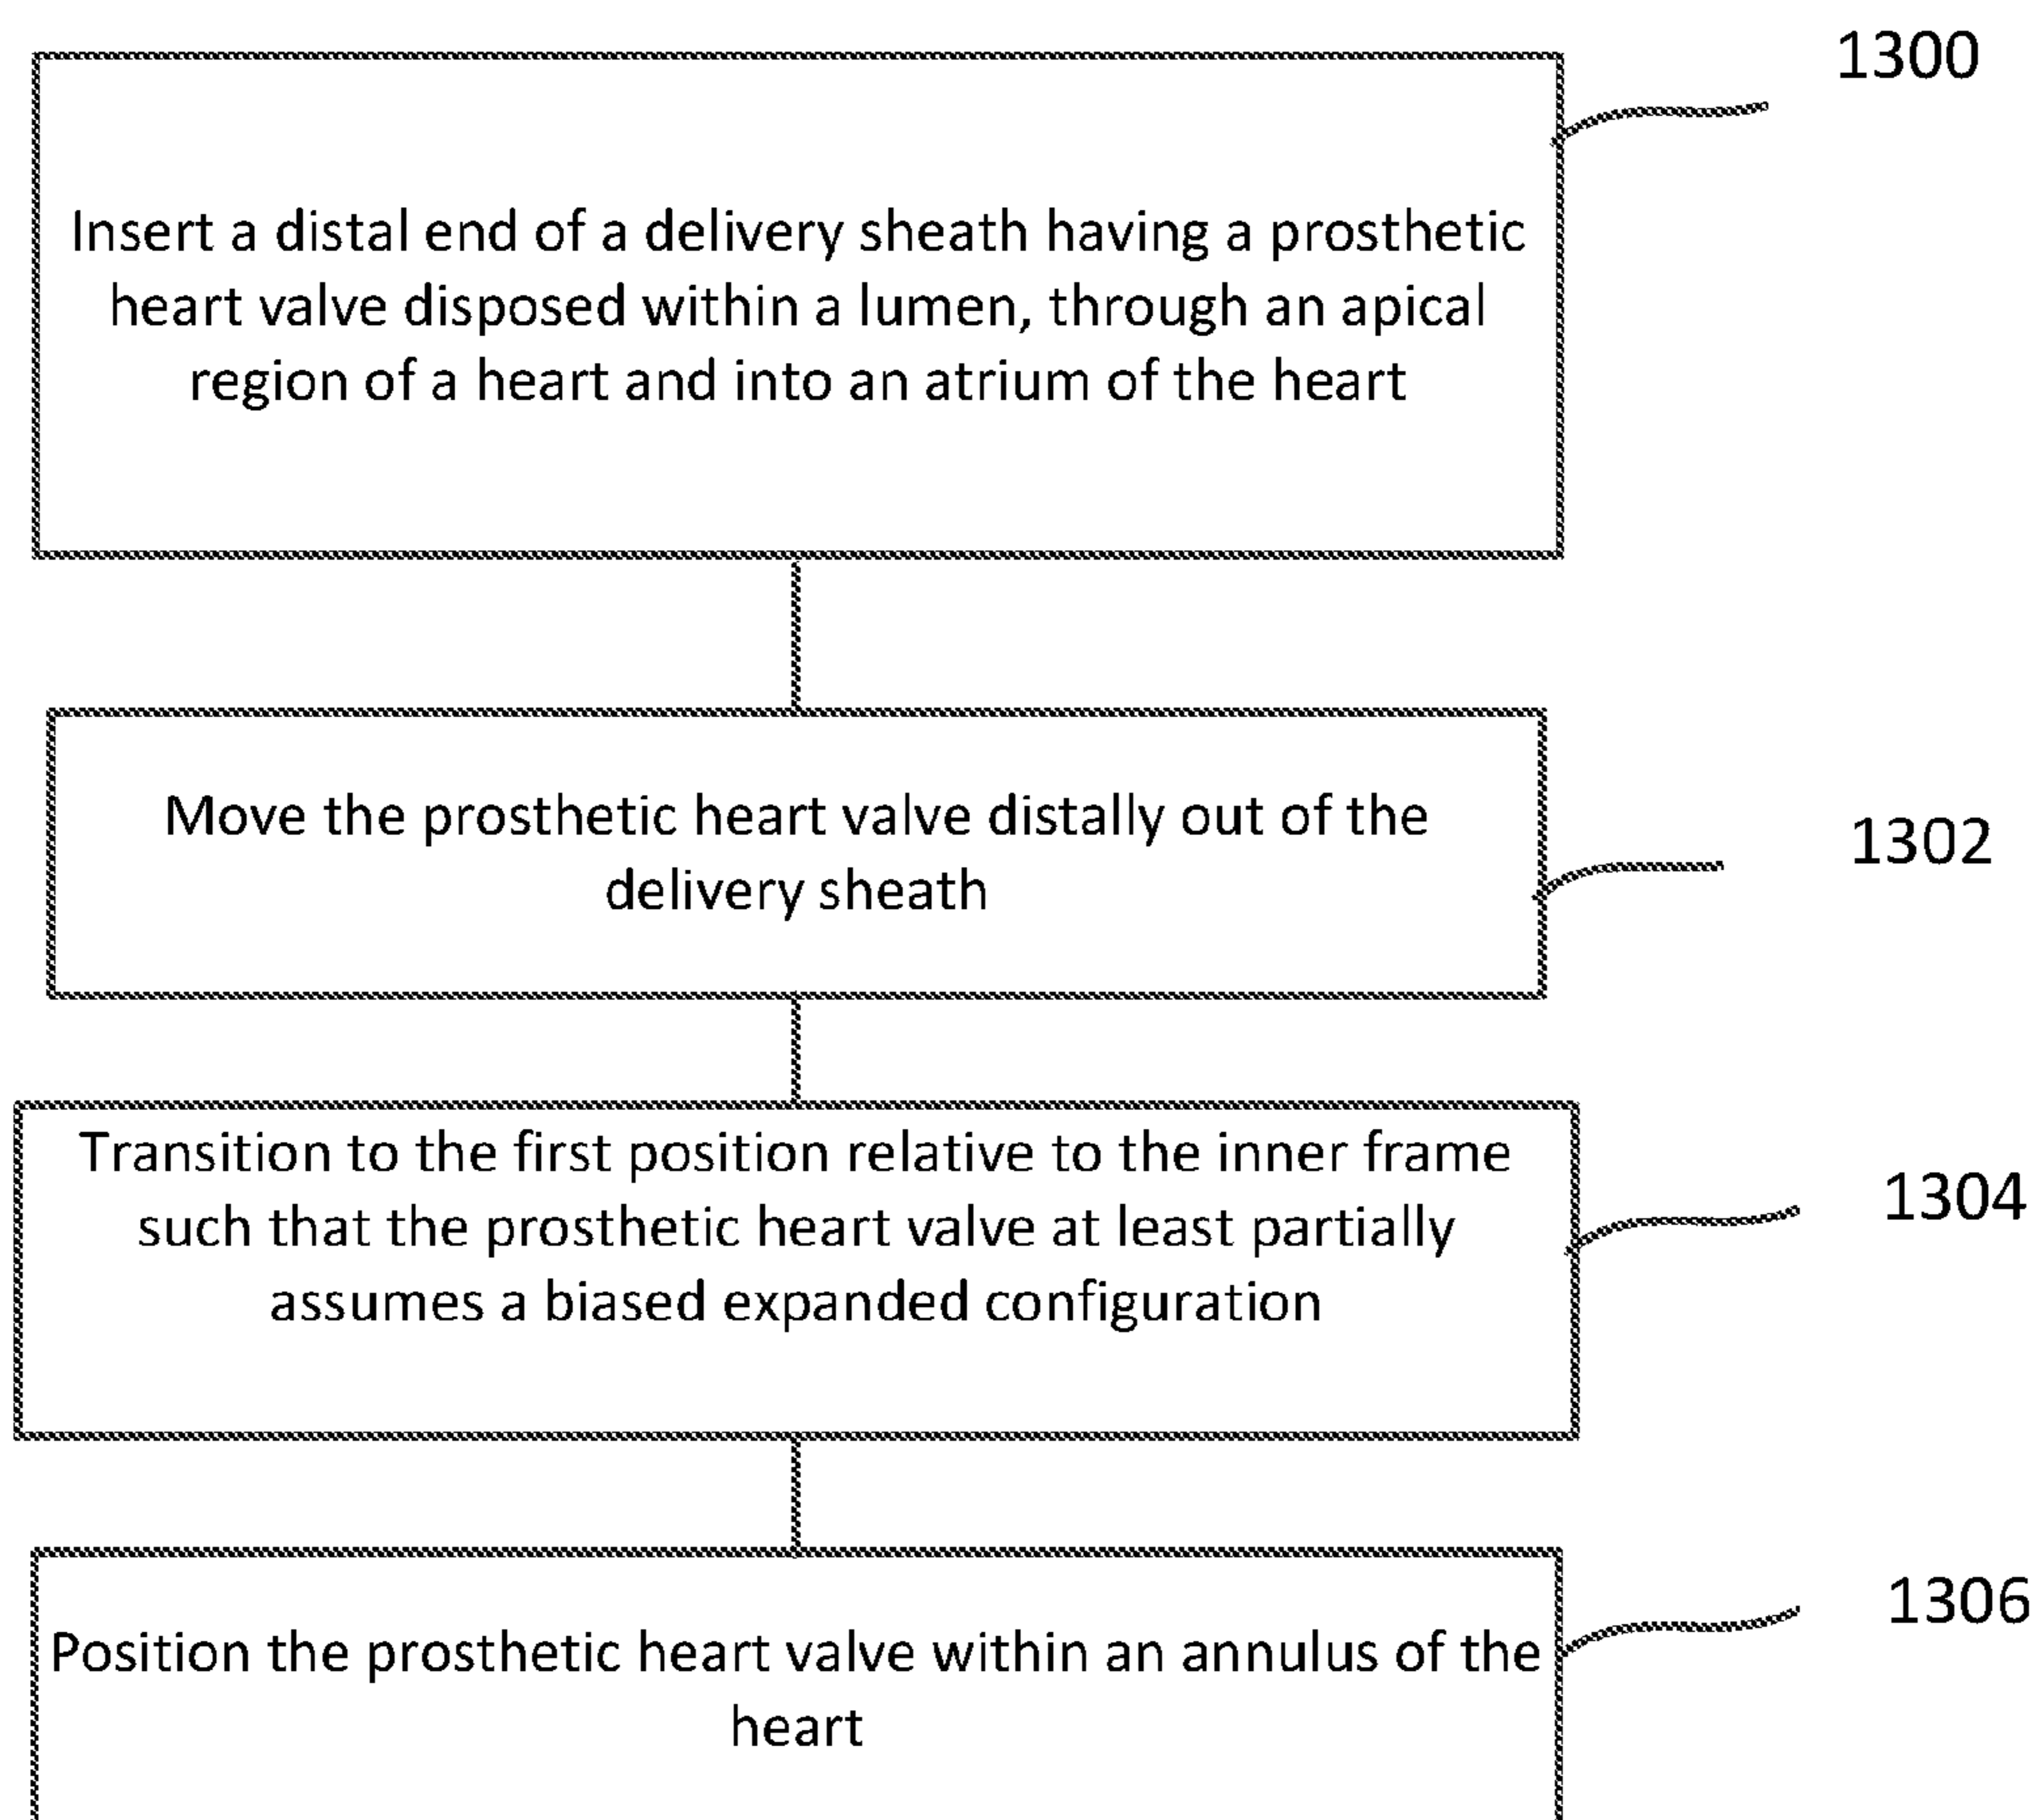 1300
Insert a distal end of a delivery sheath having a prosthetic
heart valve disposed within a lumen, through an apical
region of a heart and into an atrium of the heart
Move the prosthetic heart valve distally out of the
delivery sheath
1302
Transition to the first position relative to the inner frame
such that the prosthetic heart valve at least partially
assumes a biased expanded configuration
1304
Position the prosthetic heart valve within an annulus of the
heart
1306